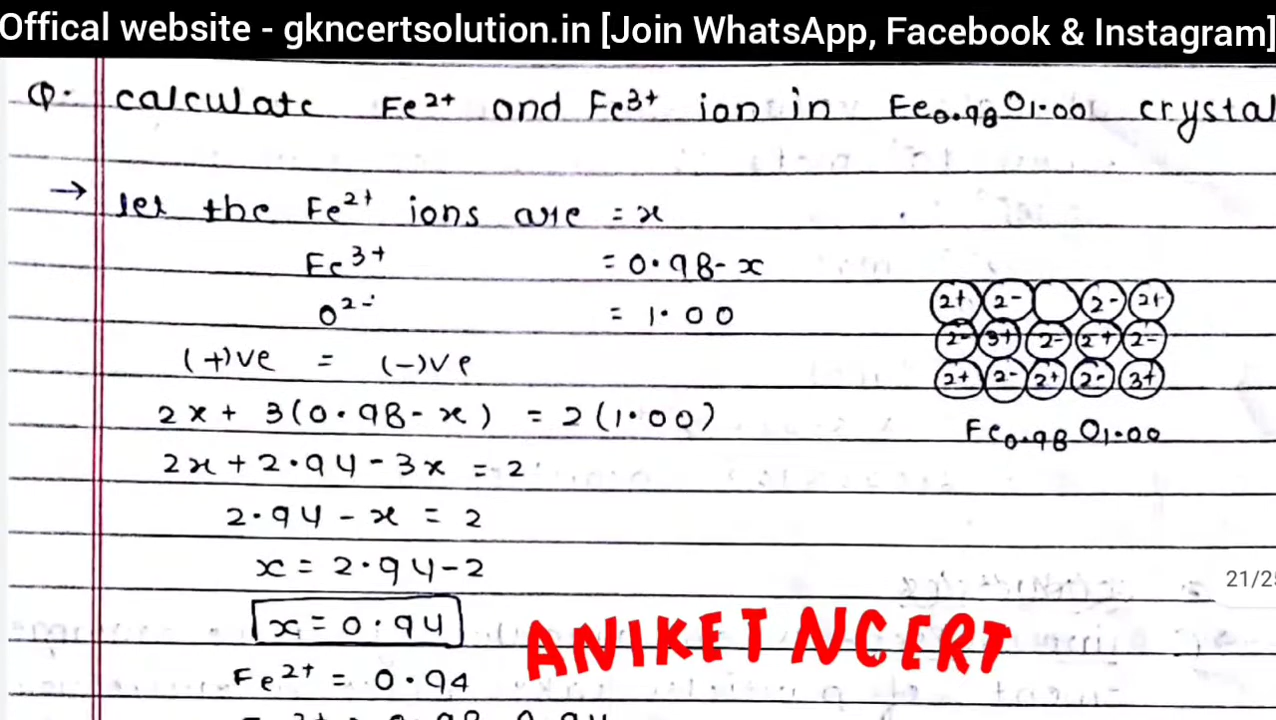 Offical website - gkncertsolution.in [Join WhatsApp, Facebook & Instagram]
Q. calculate Fe2+ and Fe3+ ion in Fe0.98O1.00 crystal
→ let the Fe2+ ions are = x
Fe3+ = 0.98-x
O2- = 1.00
(+)ve = (-)ve
2x + 3(0.98-x) = 2(1.00)
2x+2.94-3x = 2
2.94-x = 2
x = 2.94-2
x = 0.94
Fe2+ = 0.94
2+ 2- 2- 2+
2- 3+ 2- 2+ 2-
2+ 2- 2+ 2- 3+
Fe0.98O1.00
21/25
ANIKET NCERT